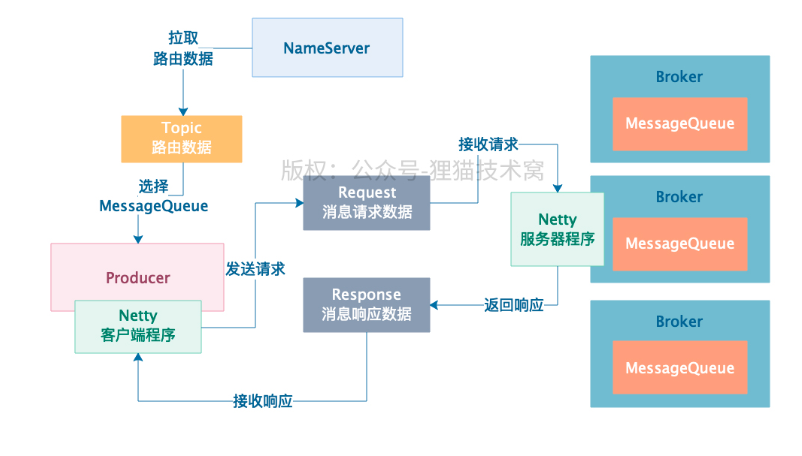 拉取
路由数据
NameServer
Topic
路由数据
选择
MessageQueue
Producer
Netty
客户端程序
发送请求
版权：公众号-狸猫技术窝
Request
消息请求数据
接收请求
Netty
服务器程序
返回响应
Response
消息响应数据
接收响应
Broker
MessageQueue
Broker
MessageQueue
Broker
MessageQueue